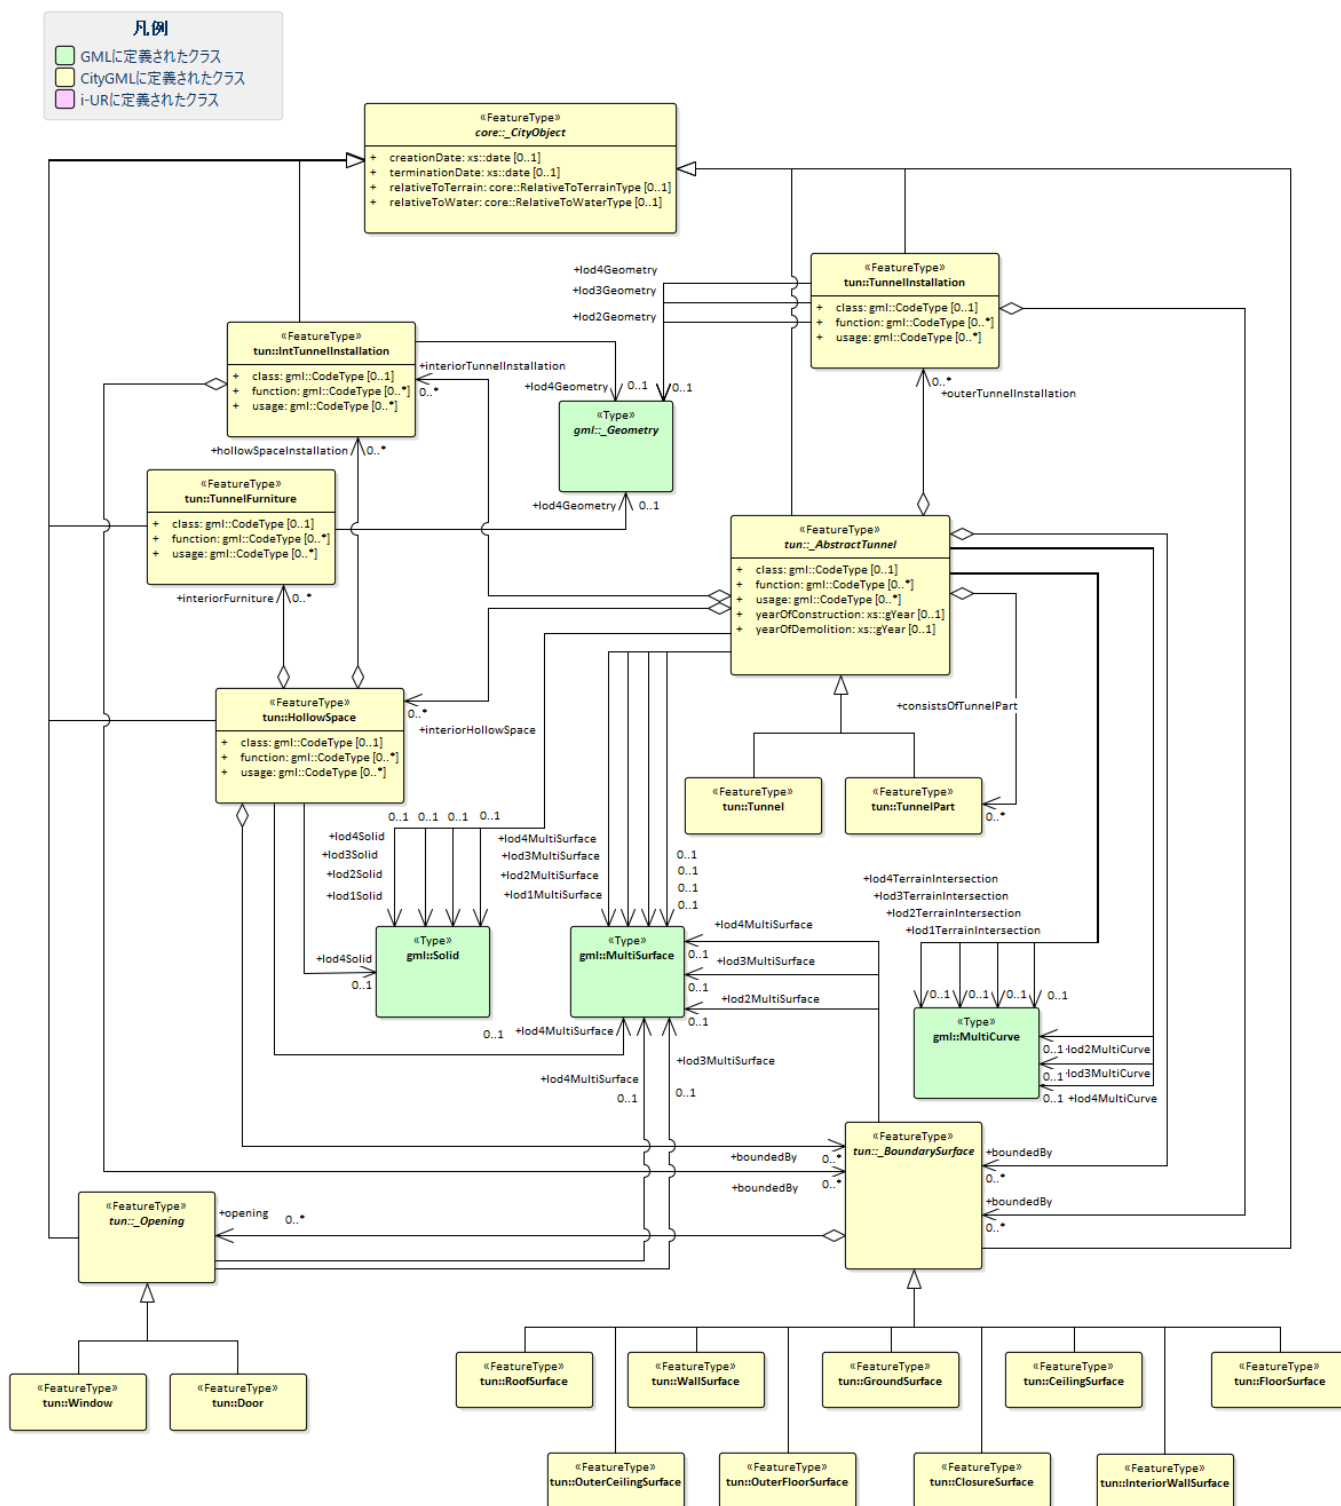 凡例
GMLに定義されたクラス
CityGMLに定義されたクラス
i-URに定義されたクラス
«FeatureType»
core::_CityObject
+ creationDate: xs::date [0..1]
+ terminationDate: xs::date [0..1]
+ relativeToTerrain: core::RelativeToTerrainType [0..1]
+ relativeToWater: core::RelativeToWaterType [0..1]
«FeatureType»
tun::TunnelInstallation
+ class: gml::CodeType [0..1]
+ function: gml::CodeType [0..*]
+ usage: gml::CodeType [0..*]
+lod4Geometry
+lod3Geometry
+lod2Geometry
0..1
«FeatureType»
tun::IntTunnelInstallation
+ class: gml::CodeType [0..1]
+ function: gml::CodeType [0..*]
+ usage: gml::CodeType [0..*]
+interiorTunnelInstallation
0..*
+lod4Geometry
0..1
0..*
+outerTunnelInstallation
«Type»
gml::_Geometry
+hollowSpaceInstallation
0..*
«FeatureType»
tun::TunnelFurniture
+ class: gml::CodeType [0..1]
+ function: gml::CodeType [0..*]
+ usage: gml::CodeType [0..*]
+lod4Geometry
0..1
+interiorFurniture
0..*
«FeatureType»
tun::_AbstractTunnel
+ class: gml::CodeType [0..1]
+ function: gml::CodeType [0..*]
+ usage: gml::CodeType [0..*]
+ yearOfConstruction: xs::gYear [0..1]
+ yearOfDemolition: xs::gYear [0..1]
«FeatureType»
tun::HollowSpace
+ class: gml::CodeType [0..1]
+ function: gml::CodeType [0..*]
+ usage: gml::CodeType [0..*]
0..*
+interiorHollowSpace
+consistsOfTunnelPart
0..*
«FeatureType»
tun::Tunnel
«FeatureType»
tun::TunnelPart
0..1 0..1 0..1 0..1
+lod4Solid
+lod3Solid
+lod2Solid
+lod1Solid
+lod4MultiSurface
+lod3MultiSurface
+lod2MultiSurface
+lod1MultiSurface
0..1
0..1
0..1
0..1
+lod4TerrainIntersection
+lod3TerrainIntersection
+lod2TerrainIntersection
+lod1TerrainIntersection
0..1 0..1 0..1 0..1
+lod4Solid
0..1
«Type»
gml::Solid
«Type»
gml::MultiSurface
+lod4MultiSurface
0..1
+lod3MultiSurface
0..1
+lod2MultiSurface
0..1
«Type»
gml::MultiCurve
0..1 +lod2MultiCurve
0..1 +lod3MultiCurve
0..1 +lod4MultiCurve
0..1 +lod4MultiSurface
+lod4MultiSurface
0..1
+lod3MultiSurface
0..1
«FeatureType»
tun::_BoundarySurface
+boundedBy
0..*
+boundedBy
0..*
+boundedBy
0..*
+boundedBy
0..*
«FeatureType»
tun::_Opening
+opening
0..*
«FeatureType»
tun::Window
«FeatureType»
tun::Door
«FeatureType»
tun::RoofSurface
«FeatureType»
tun::WallSurface
«FeatureType»
tun::GroundSurface
«FeatureType»
tun::CeilingSurface
«FeatureType»
tun::FloorSurface
«FeatureType»
tun::OuterCeilingSurface
«FeatureType»
tun::OuterFloorSurface
«FeatureType»
tun::ClosureSurface
«FeatureType»
tun::InteriorWallSurface